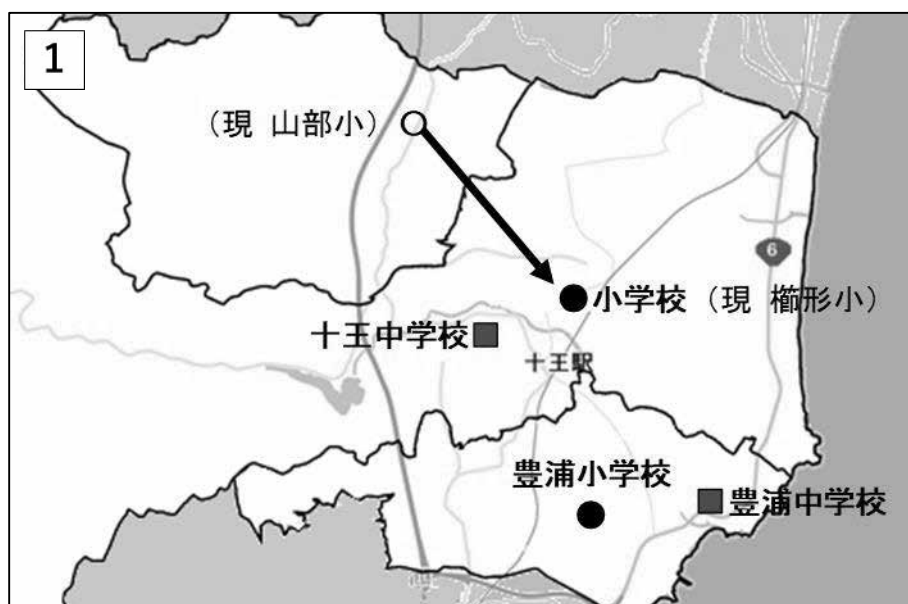 1
(現 山部小)
小学校(現 櫛形小)
6
十王中学校
十王駅
豊浦小学校
豊浦中学校